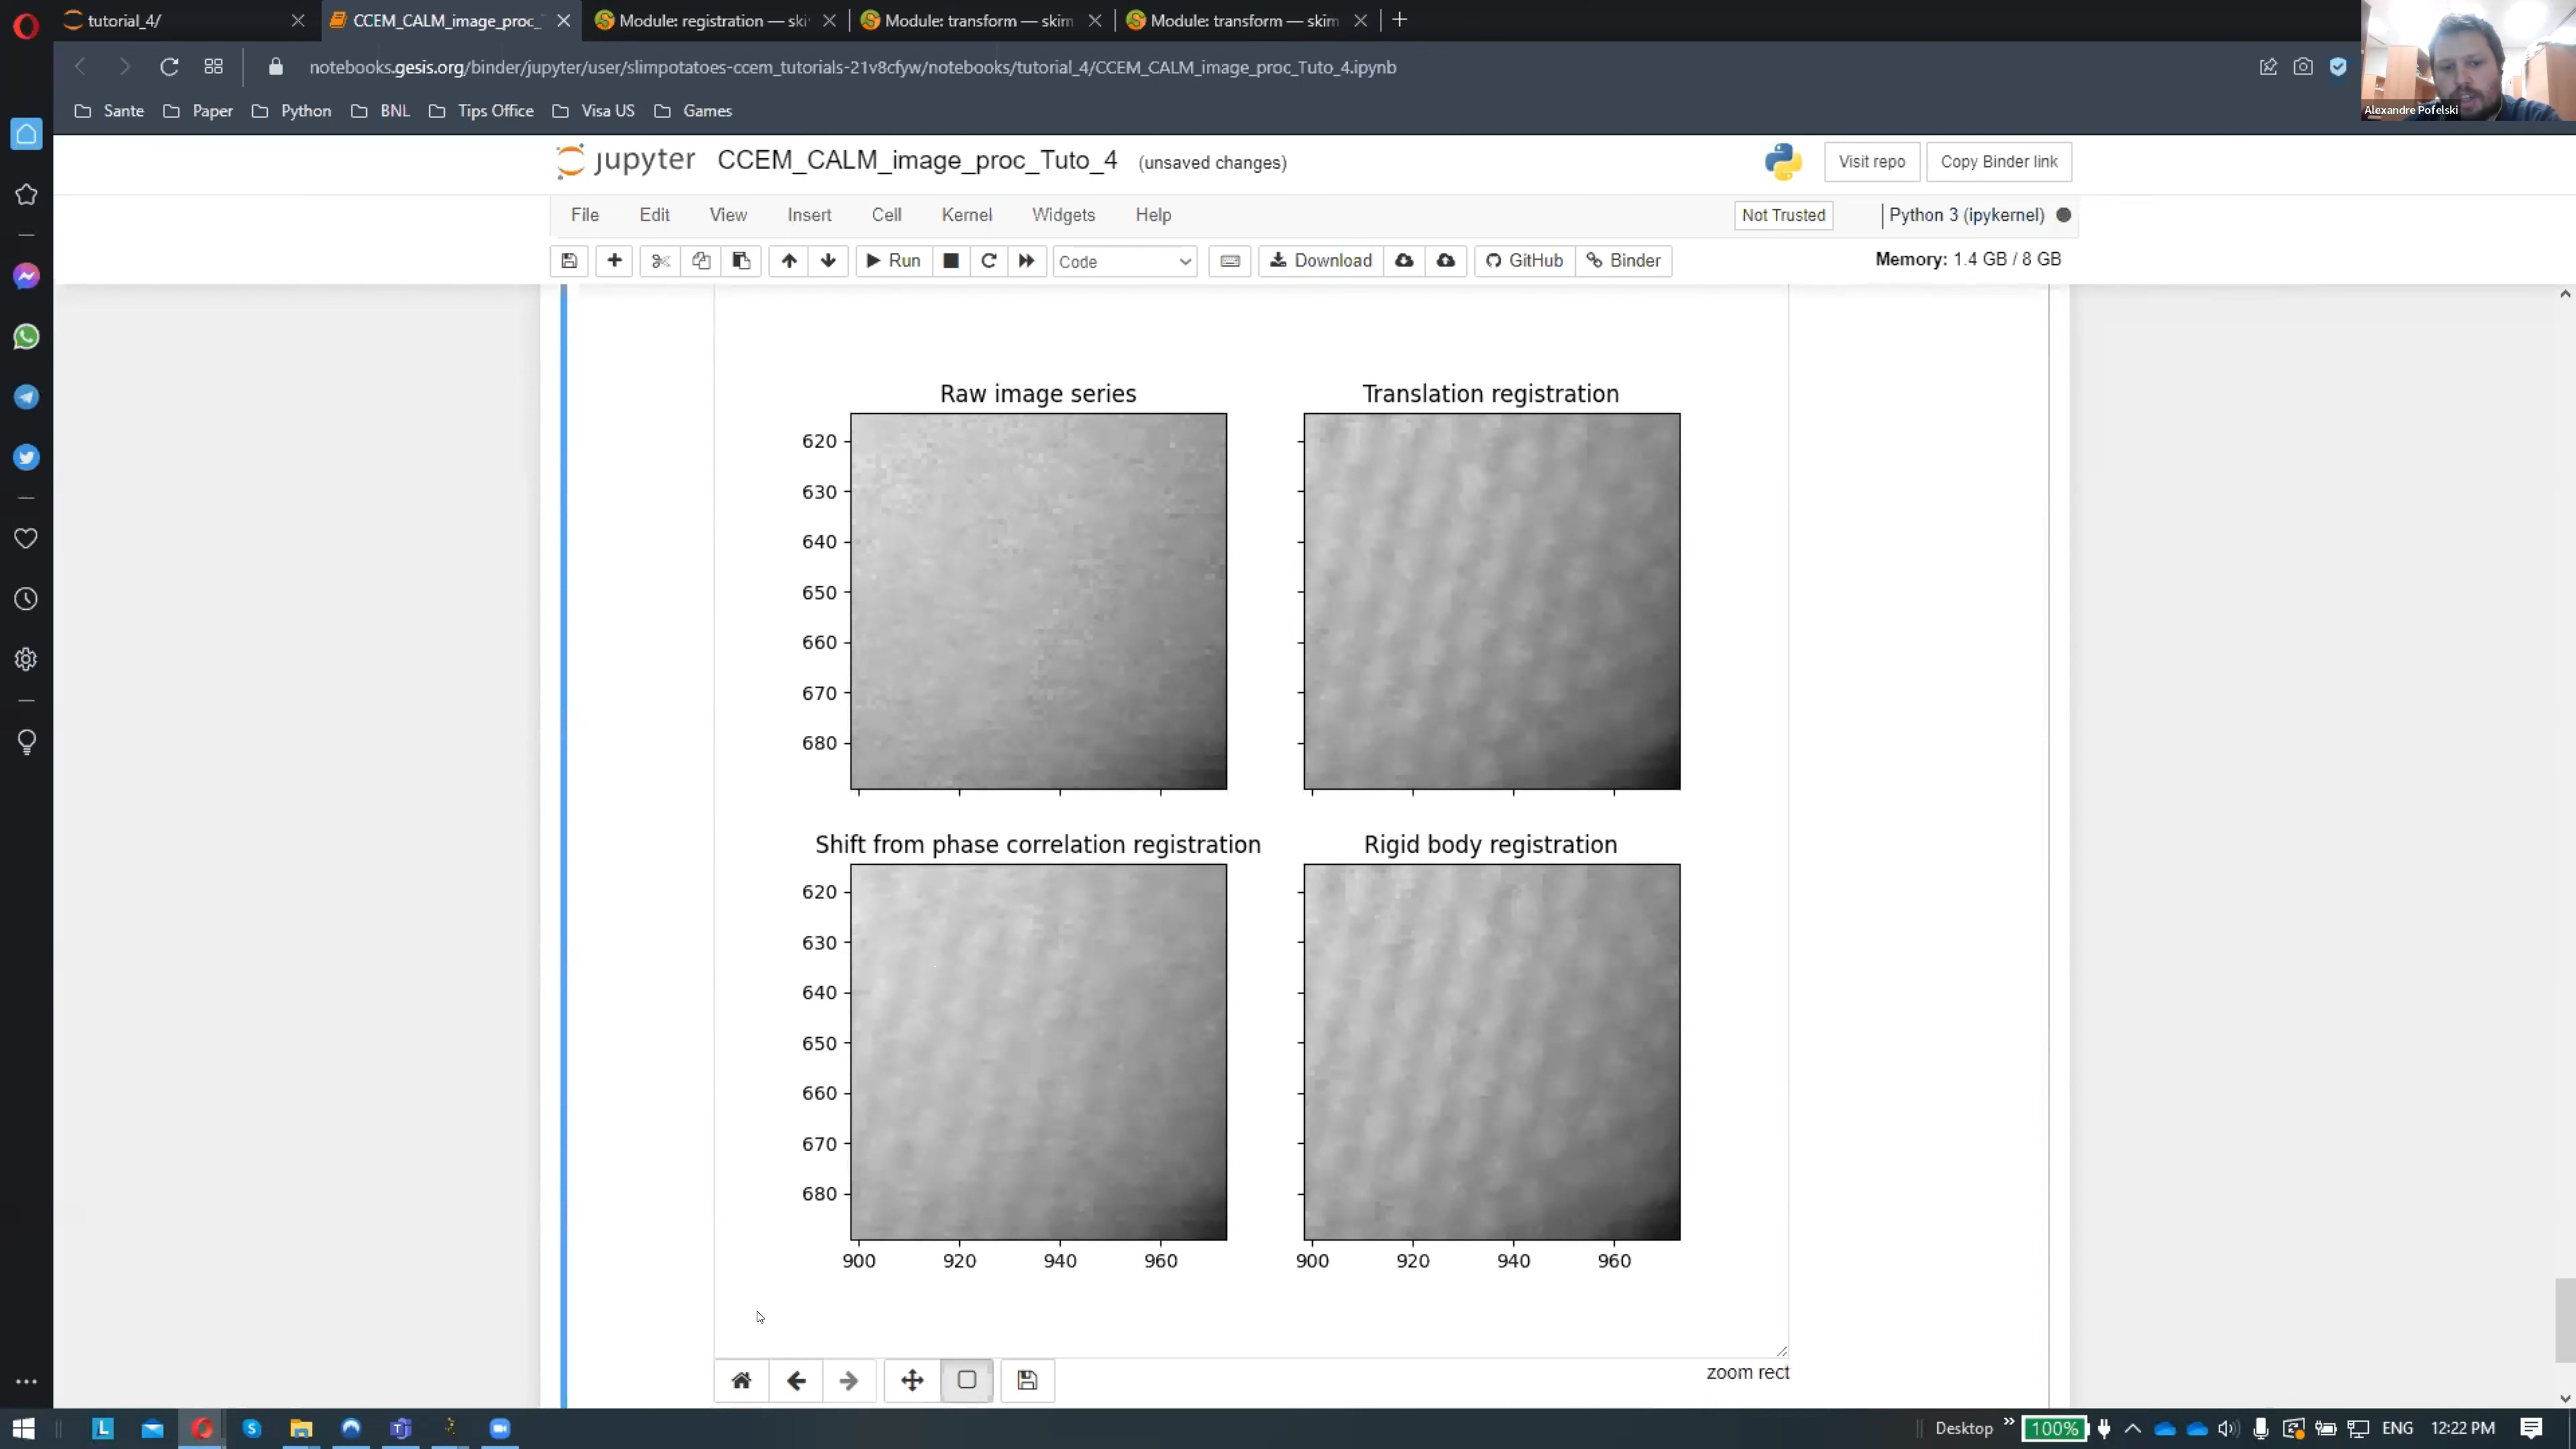 tutorial_4/
CCEM_CALM_image_proc_
Module: registration — ski
Module: transform — skim
Module: transform — skim
notebooks.gesis.org/binder/jupyter/user/slimpotatoes-ccem_tutorials-21v8cfyw/notebooks/tutorial_4/CCEM_CALM_image_proc_Tuto_4.ipynb
Alexandre Pofelski
Sante Paper Python BNL Tips Office Visa US Games
jupyter CCEM_CALM_image_proc_Tuto_4 (unsaved changes)
Visit repo Copy Binder link
File Edit View Insert Cell Kernel Widgets Help
Not Trusted Python 3 (ipykernel)
Run Code Download GitHub Binder
Memory: 1.4 GB / 8 GB
Raw image series
Translation registration
620
630
640
650
660
670
680
Shift from phase correlation registration
Rigid body registration
620
630
640
650
660
670
680
900 920 940 960
900 920 940 960
zoom rect
Desktop 100% ENG 12:22 PM